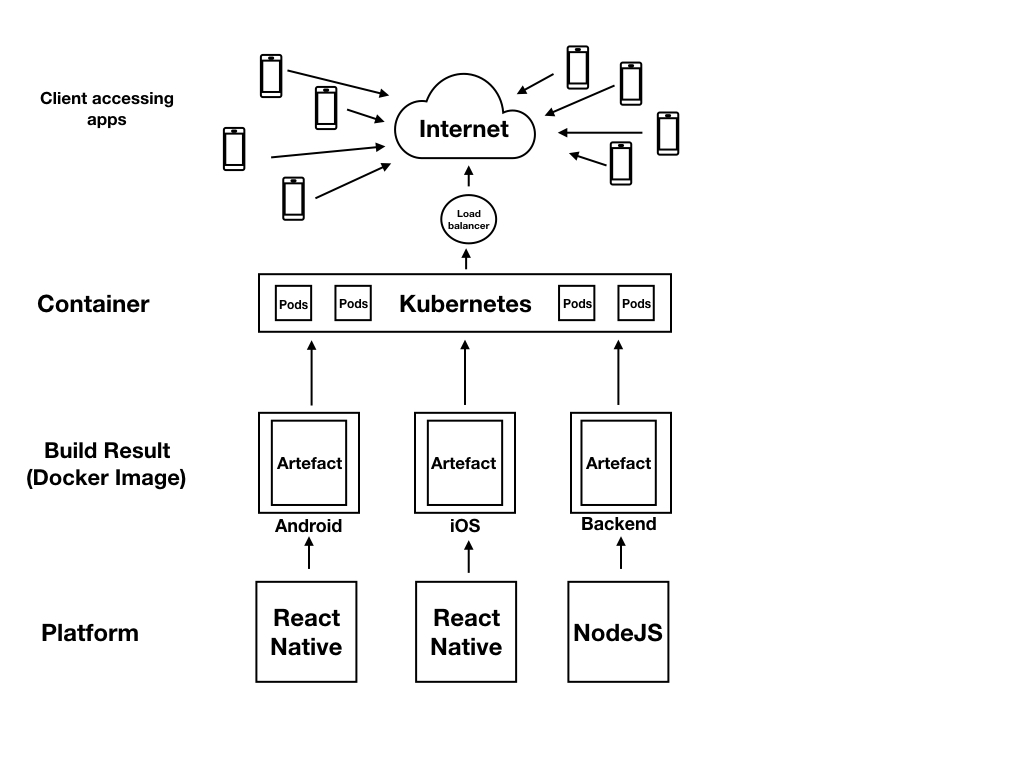 Client accessing
apps
Internet
Load
balancer
Container
Pods
Pods
Kubernetes
Pods
Pods
Build Result
(Docker Image)
Artefact
Artefact
Artefact
Android
iOS
Backend
Platform
React
Native
React
Native
NodeJS